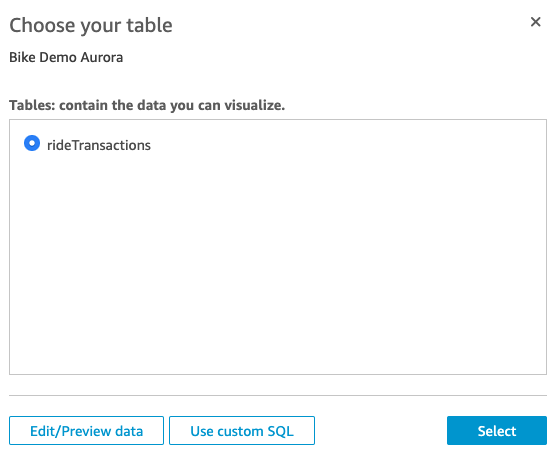 Choose your table
Bike Demo Aurora
Tables: contain the data you can visualize.
rideTransactions
Edit/Preview data
Use custom SQL
Select